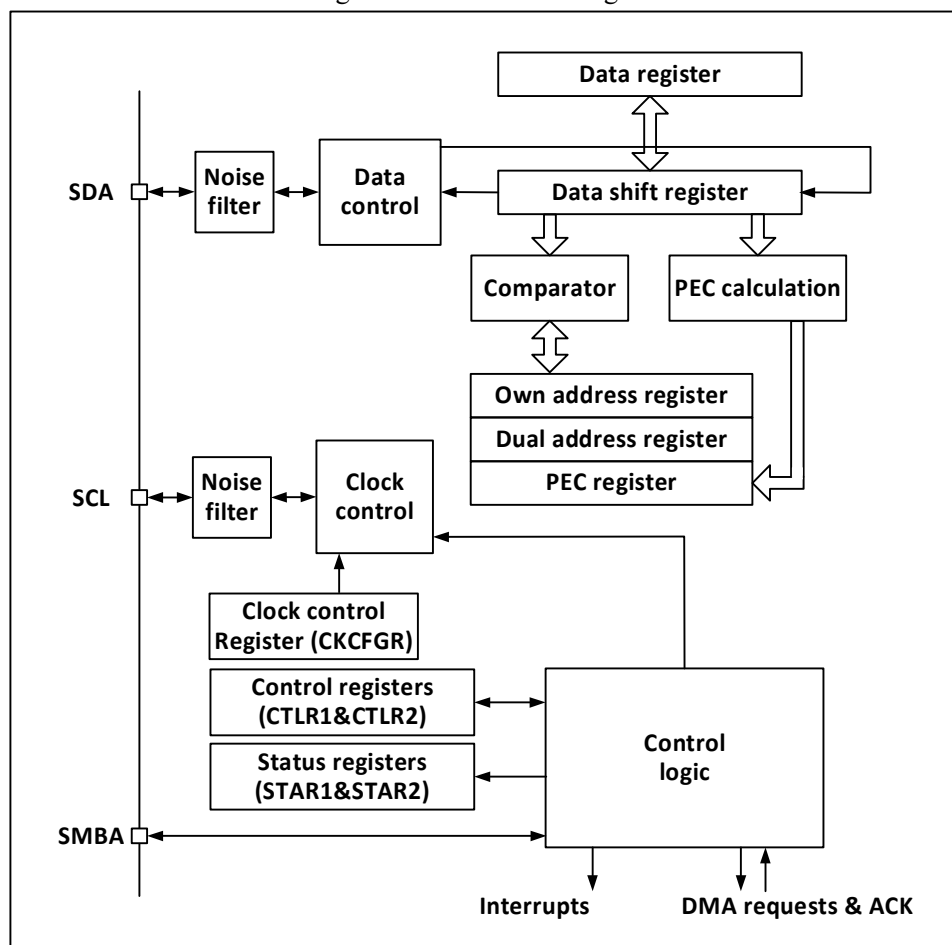 Data register
SDA
Noise
filter
Data
control
Data shift register
Comparator
PEC calculation
Own address register
Dual address register
PEC register
SCL
Noise
filter
Clock
control
Clock control
Register (CKCFGR)
Control registers
(CTLR1&CTLR2)
Status registers
(STAR1&STAR2)
Control
logic
SMBA
Interrupts
DMA requests & ACK